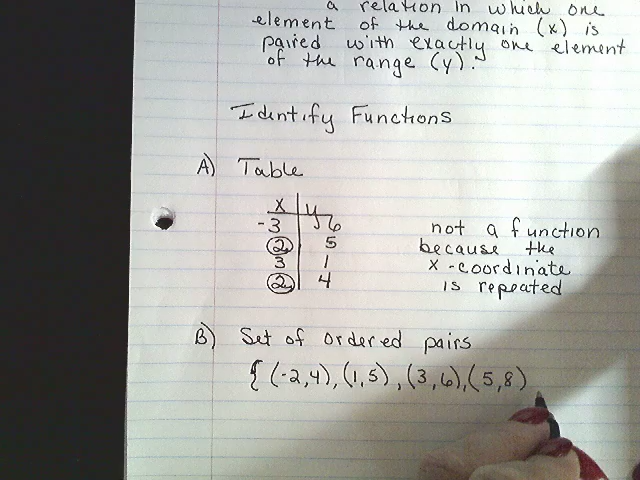 a relation in which one
element of the domain (x) is
paired with exactly one element
of the range (y).
Identify Functions
A) Table
x | y
-3 | 6
2 | 5
3 | 1
2 | 4
not a function
because the
x-coordinate
is repeated
B) Set of ordered pairs
{(-2,4),(1,5),(3,6),(5,8)